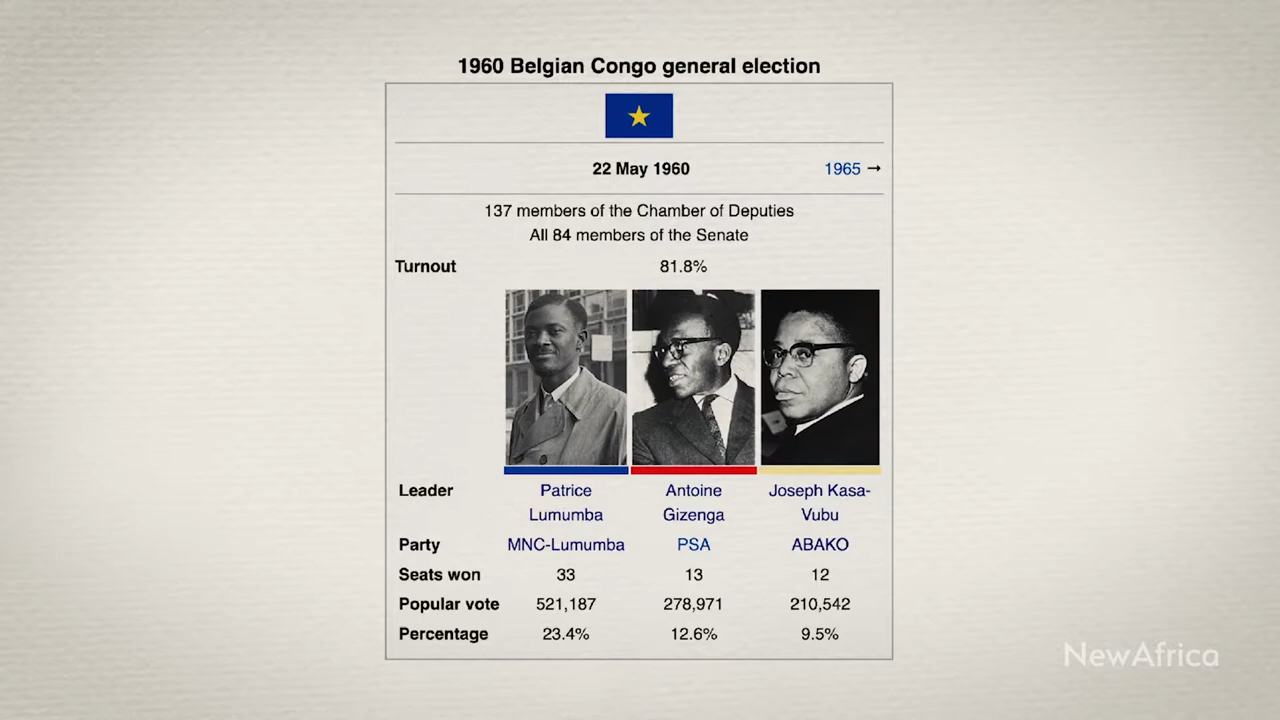 1960 Belgian Congo general election
22 May 1960 1965 →
137 members of the Chamber of Deputies
All 84 members of the Senate
Turnout 81.8%
Leader Patrice Lumumba Antoine Gizenga Joseph Kasa-Vubu
Party MNC-Lumumba PSA ABAKO
Seats won 33 13 12
Popular vote 521,187 278,971 210,542
Percentage 23.4% 12.6% 9.5%
NewAfrica